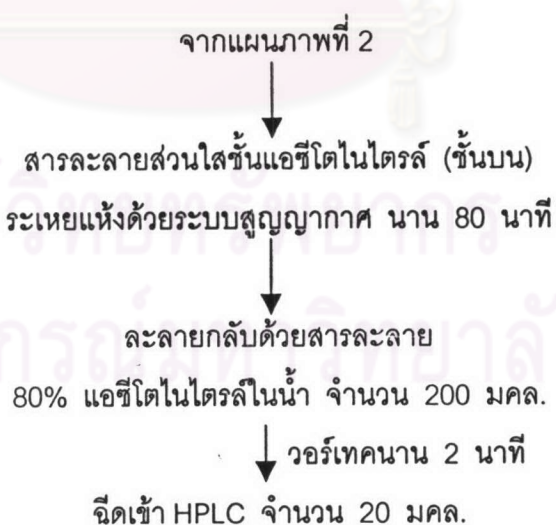 จากแผนภาพที่ 2
สารละลายส่วนใสชั้นแอซีโตไนไตรล์ (ชั้นบน)
ระเหยแห้งด้วยระบบสูญญากาศ นาน 80 นาที
ละลายกลับด้วยสารละลาย
80% แอซีโตไนไตรล์ในน้ำ จำนวน 200 มคล.
วอร์เทคนาน 2 นาที
ฉีดเข้า HPLC จำนวน 20 มคล.